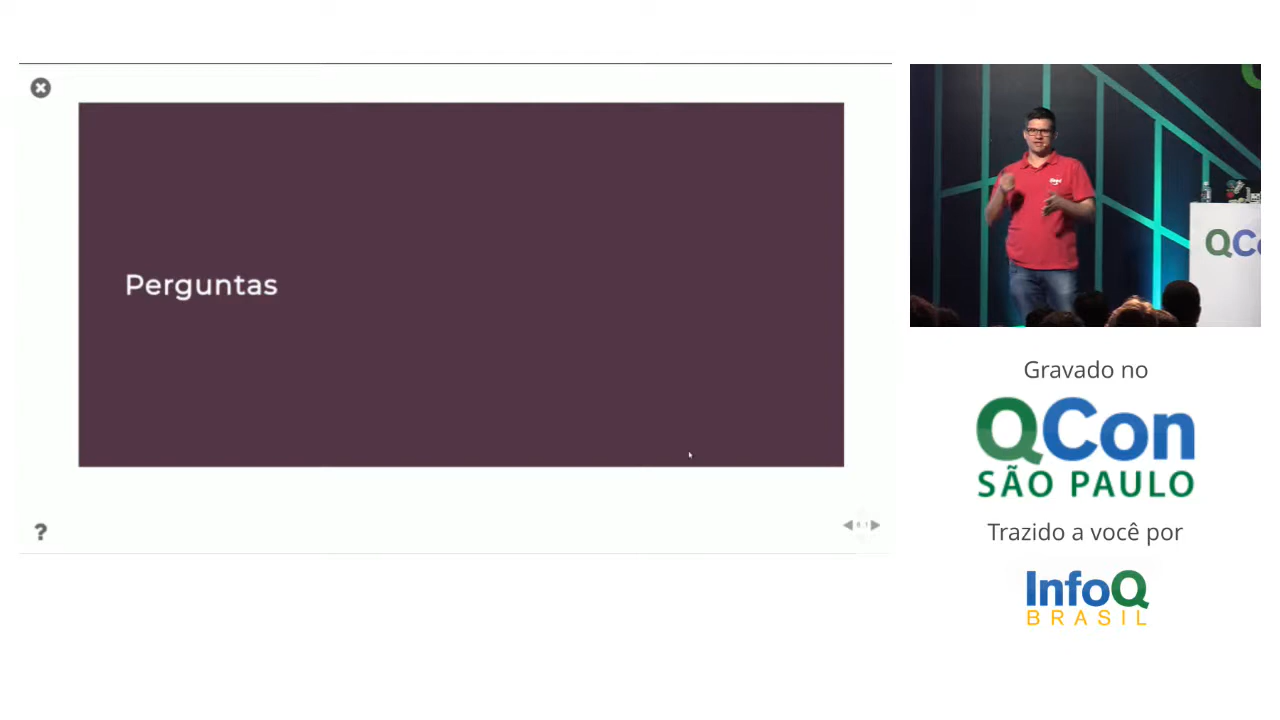 Perguntas
?
Gravado no
QCon
SÃO PAULO
Trazido a você por
InfoQ
BRASIL